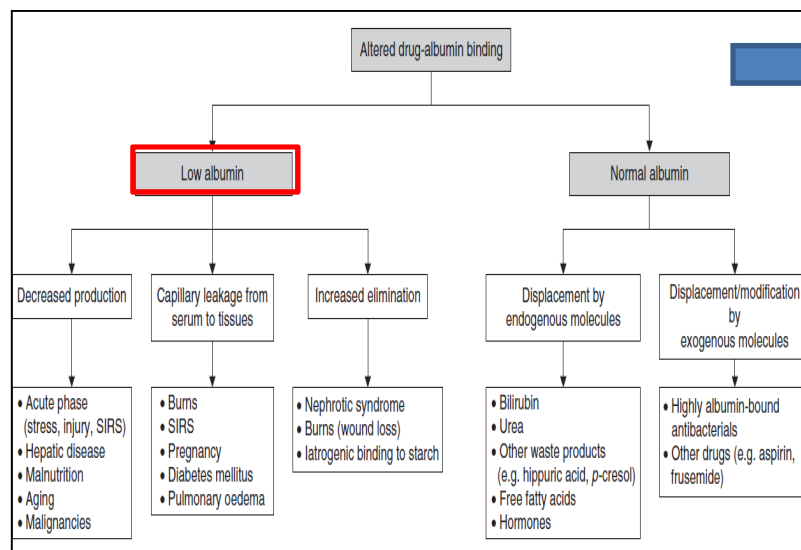 Altered drug-albumin binding
Low albumin
Normal albumin
Decreased production
Capillary leakage from
serum to tissues
Increased elimination
Displacement by
endogenous molecules
Displacement/modification
by
exogenous molecules
• Acute phase
(stress, injury, SIRS)
• Hepatic disease
• Malnutrition
• Aging
• Malignancies
• Burns
• SIRS
• Pregnancy
• Diabetes mellitus
• Pulmonary oedema
• Nephrotic syndrome
• Burns (wound loss)
• Iatrogenic binding to starch
• Bilirubin
• Urea
• Other waste products
(e.g. hippuric acid, p-cresol)
• Free fatty acids
• Hormones
• Highly albumin-bound
antibacterials
• Other drugs (e.g. aspirin,
frusemide)